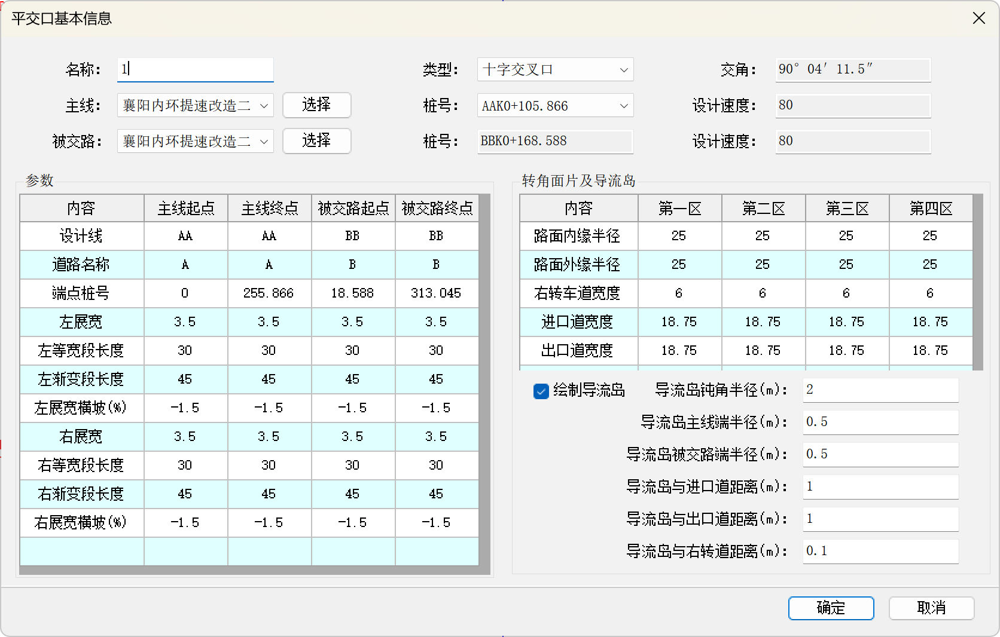 平交口基本信息
名称： 1 类型： 十字交叉口 交角： 90° 04′ 11.5″
主线： 襄阳内环提速改造二 选择 桩号： AAK0+105.866 设计速度： 80
被交路： 襄阳内环提速改造二 选择 桩号： BBK0+168.588 设计速度： 80
参数
内容 主线起点 主线终点 被交路起点 被交路终点
设计线 AA AA BB BB
道路名称 A A B B
端点桩号 0 255.866 18.588 313.045
左展宽 3.5 3.5 3.5 3.5
左等宽段长度 30 30 30 30
左渐变段长度 45 45 45 45
左展宽横坡(%) -1.5 -1.5 -1.5 -1.5
右展宽 3.5 3.5 3.5 3.5
右等宽段长度 30 30 30 30
右渐变段长度 45 45 45 45
右展宽横坡(%) -1.5 -1.5 -1.5 -1.5
转角面片及导流岛
内容 第一区 第二区 第三区 第四区
路面内缘半径 25 25 25 25
路面外缘半径 25 25 25 25
右转车道宽度 6 6 6 6
进口道宽度 18.75 18.75 18.75 18.75
出口道宽度 18.75 18.75 18.75 18.75
绘制导流岛 导流岛钝角半径(m)： 2
导流岛主线端半径(m)： 0.5
导流岛被交路端半径(m)： 0.5
导流岛与进口道距离(m)： 1
导流岛与出口道距离(m)： 1
导流岛与右转道距离(m)： 0.1
确定 取消